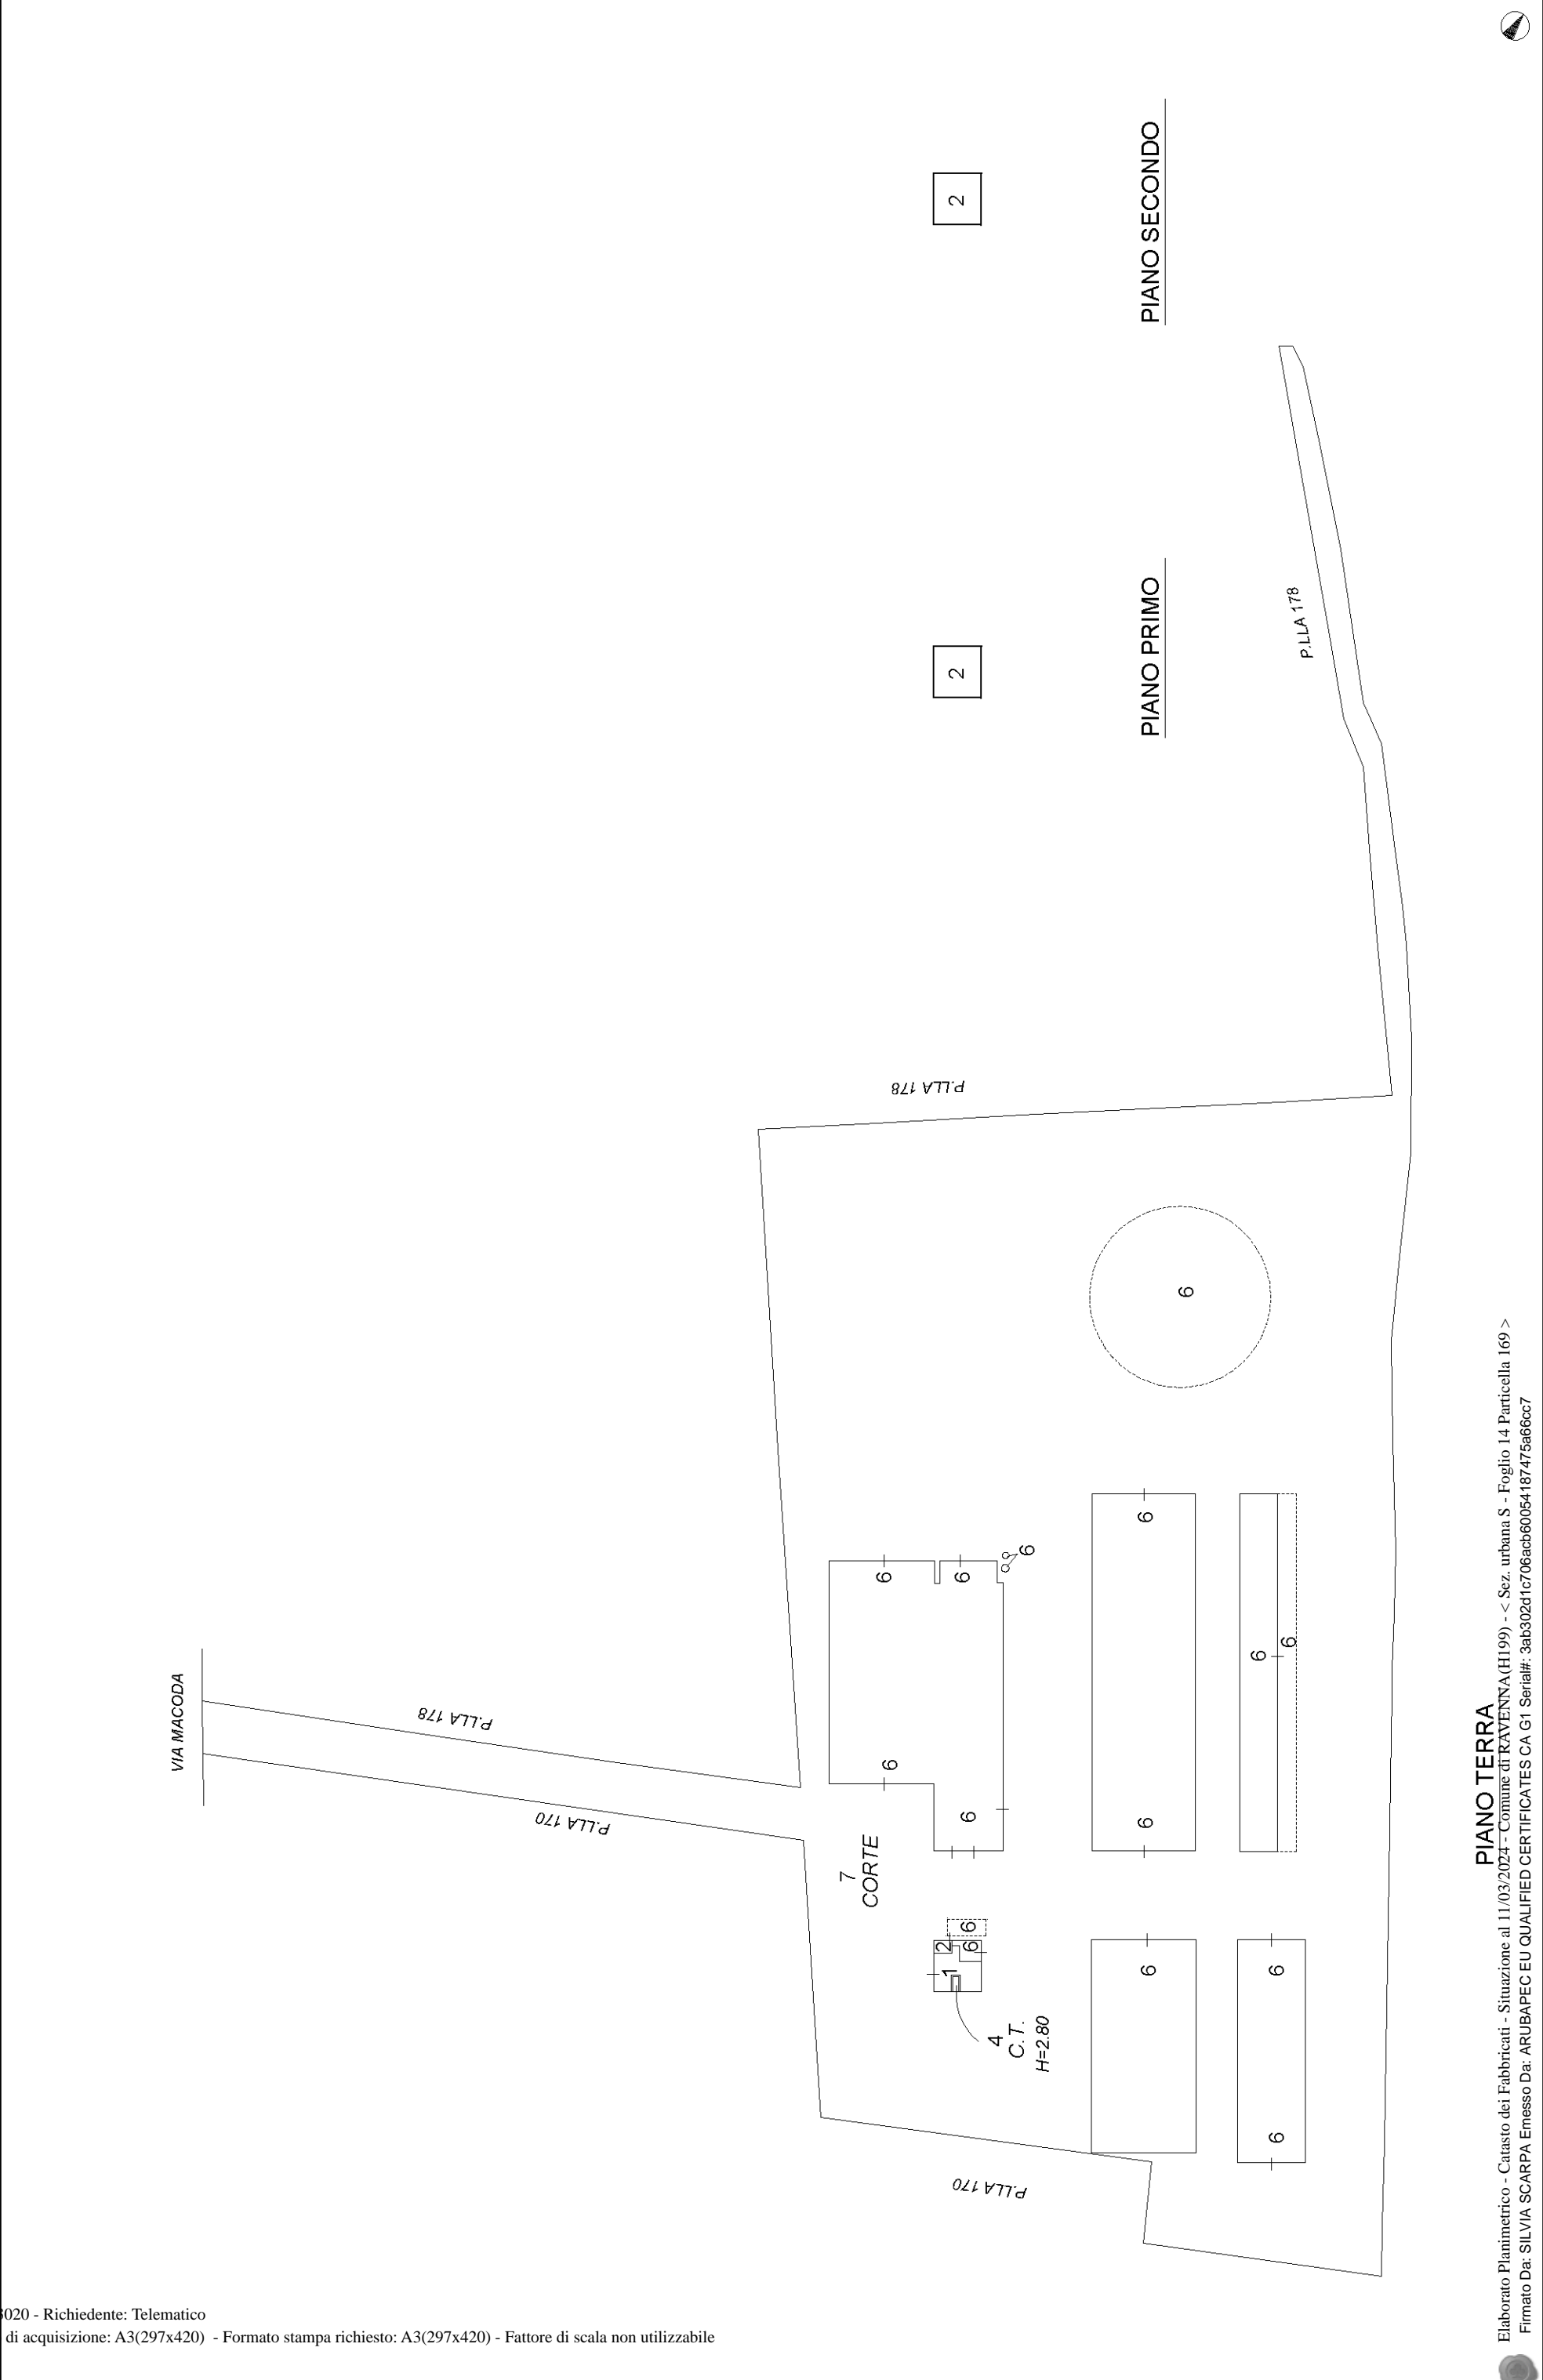 VIA MACODA
P.LLA 178
P.LLA 170
P.LLA 178
P.LLA 170
P.LLA 178
7
CORTE
6
6
6
6
6
1
2
6
6
4
C.T.
H=2.80
6
6
6
6
6
6
6
6
6
PIANO TERRA
2
PIANO PRIMO
2
PIANO SECONDO
Elaborato Planimetrico - Catasto dei Fabbricati - Situazione al 11/03/2024 - Comune di RAVENNA(H199) - < Sez. urbana S - Foglio 14 Particella 169 >
Firmato Da: SILVIA SCARPA Emesso Da: ARUBAPEC EU QUALIFIED CERTIFICATES CA G1 Serial#: 3ab302d1c706acb60054187475a66cc7
3020 - Richiedente: Telematico
di acquisizione: A3(297x420) - Formato stampa richiesto: A3(297x420) - Fattore di scala non utilizzabile